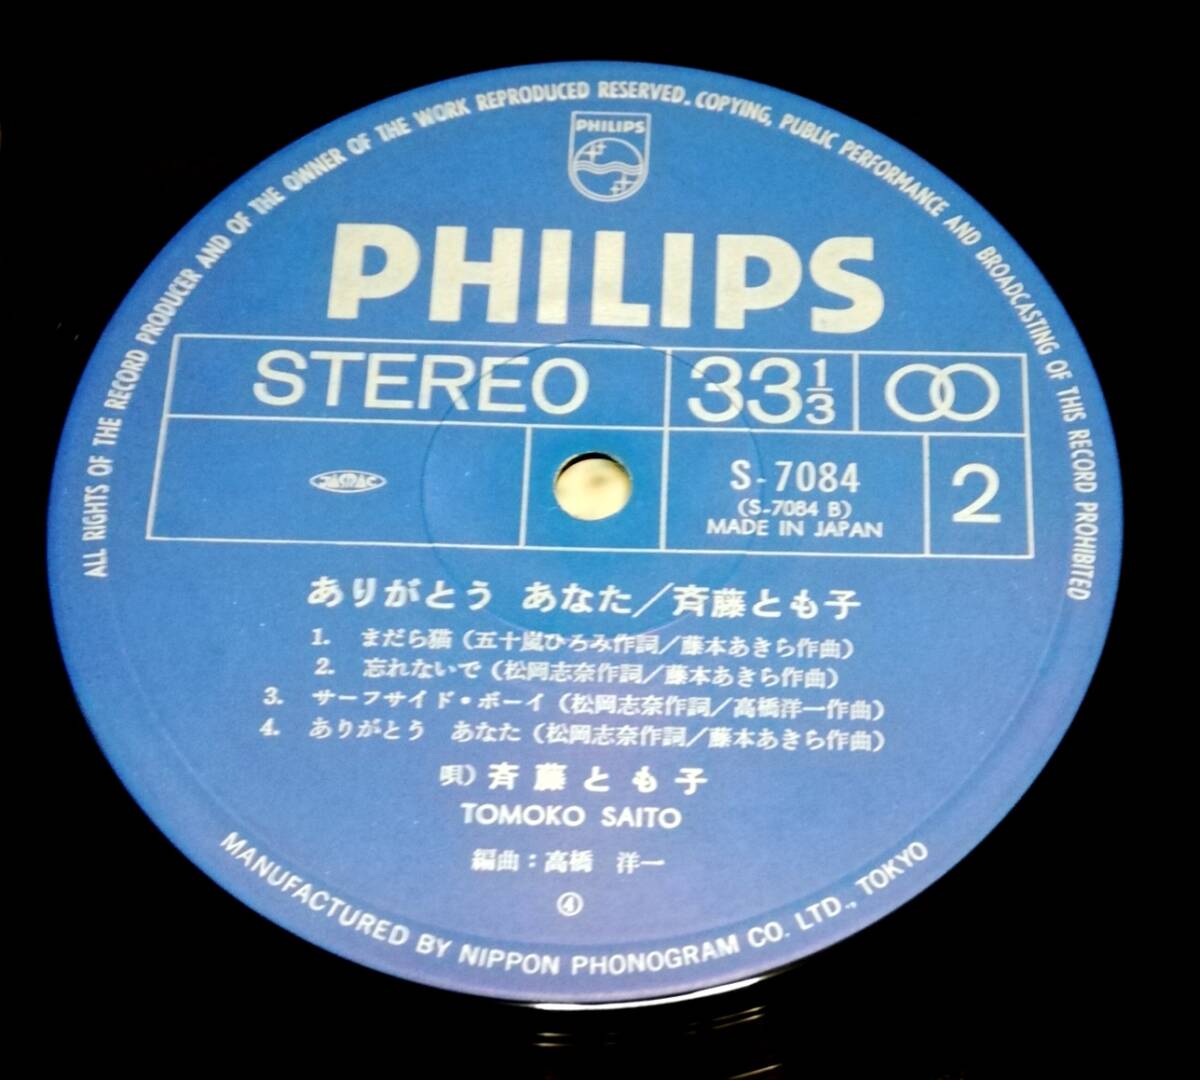 ALL RIGHTS OF THE RECORD PRODUCER AND OF THE OWNER OF THE WORK REPRODUCED RESERVED. COPYING, PUBLIC PERFORMANCE AND BROADCASTING OF THIS RECORD PROHIBITED
PHILIPS
PHILIPS
STEREO 33 1/3
JASRAC
S-7084 2
(S-7084 B)
MADE IN JAPAN
ありがとう あなた／斉藤とも子
1. まだら猫（五十嵐ひろみ作詞／藤本あきら作曲）
2. 忘れないで（松岡志奈作詞／藤本あきら作曲）
3. サーフサイド・ボーイ（松岡志奈作詞／高橋洋一作曲）
4. ありがとう あなた（松岡志奈作詞／藤本あきら作曲）
唄）斉藤とも子
TOMOKO SAITO
編曲：高橋 洋一
④
MANUFACTURED BY NIPPON PHONOGRAM CO. LTD., TOKYO